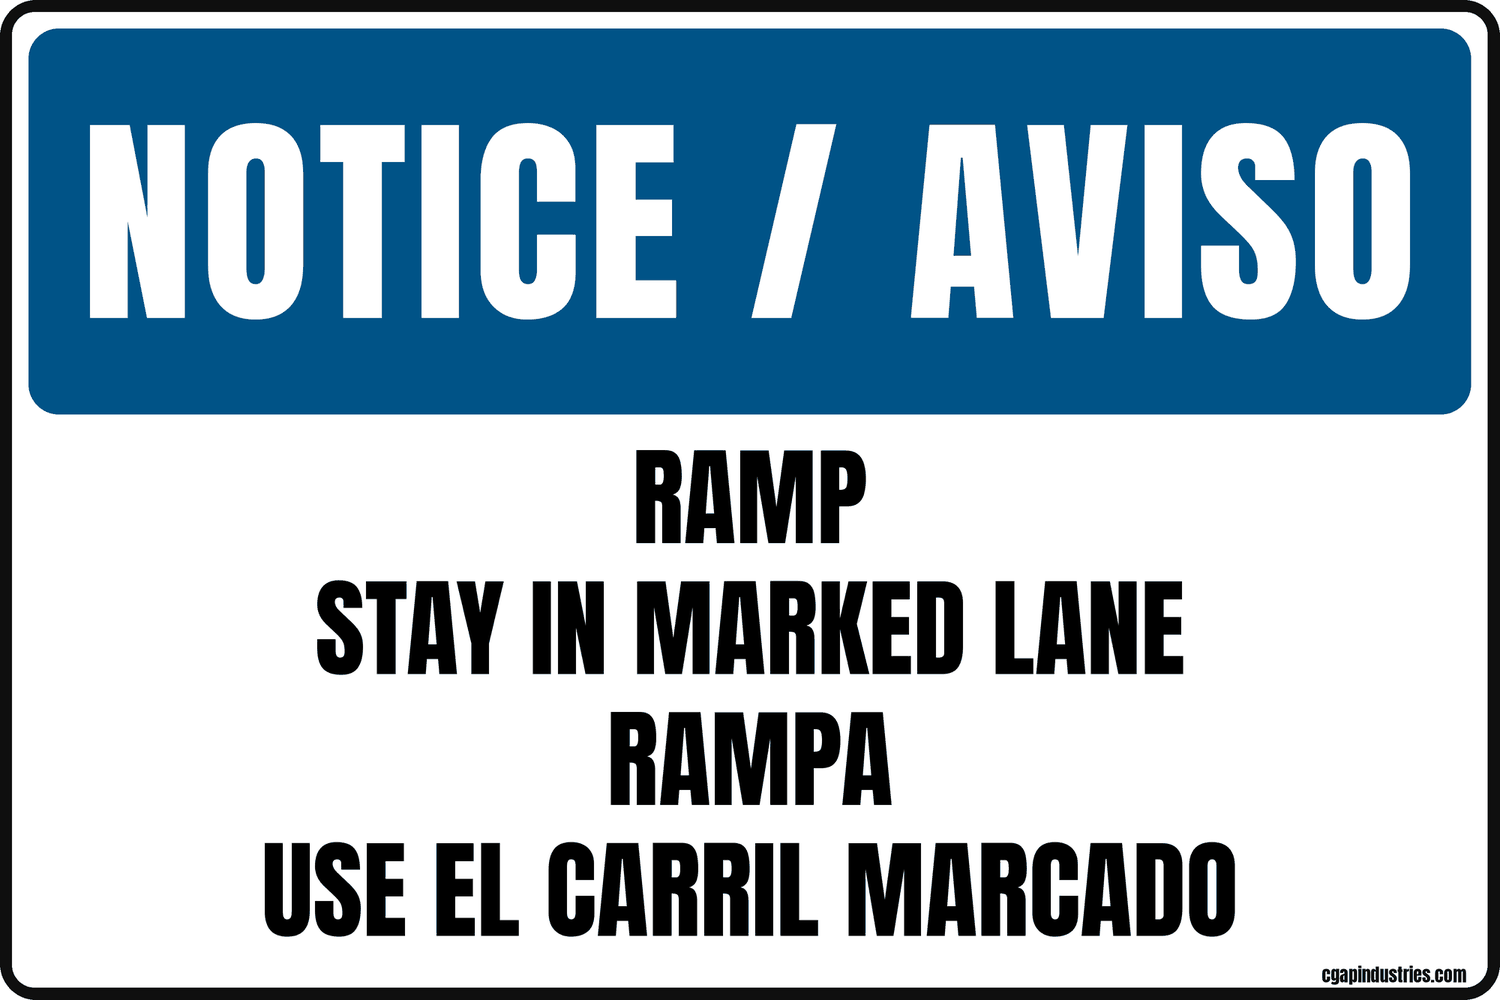 NOTICE / AVISO
RAMP
STAY IN MARKED LANE
RAMPA
USE EL CARRIL MARCADO
cgapindustries.com